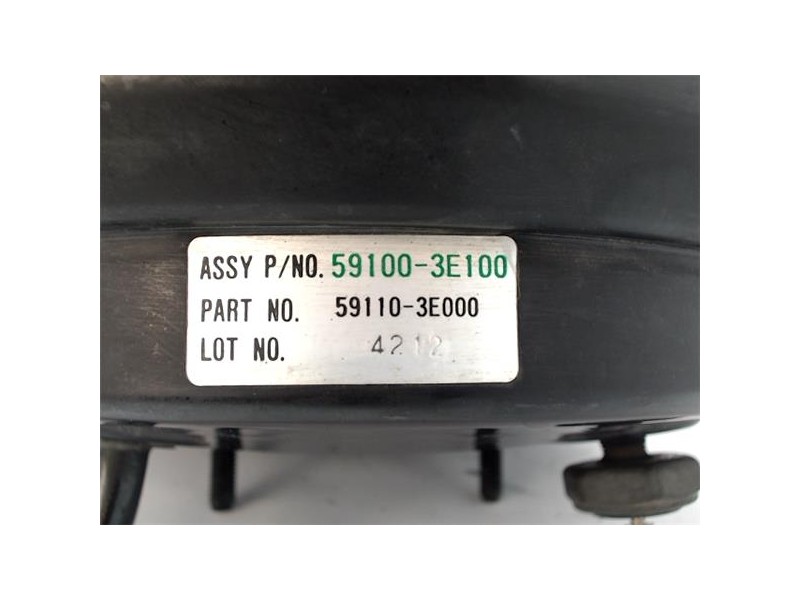 ASSY P/NO. 59100-3E100
PART NO. 59110-3E000
LOT NO. 4212